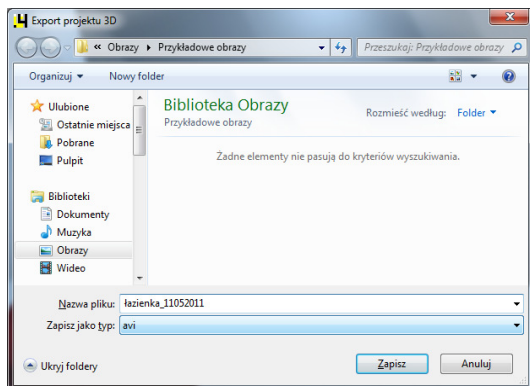 Export projektu 3D
« Obrazy Przykładowe obrazy
Przeszukaj: Przykładowe obrazy
Organizuj Nowy folder
Ulubione
Ostatnie miejsca
Pobrane
Pulpit
Biblioteki
Dokumenty
Muzyka
Obrazy
Wideo
Biblioteka Obrazy
Przykładowe obrazy
Rozmieść według: Folder
Żadne elementy nie pasują do kryteriów wyszukiwania.
Nazwa pliku: łazienka_11052011
Zapisz jako typ: avi
Ukryj foldery
Zapisz
Anuluj